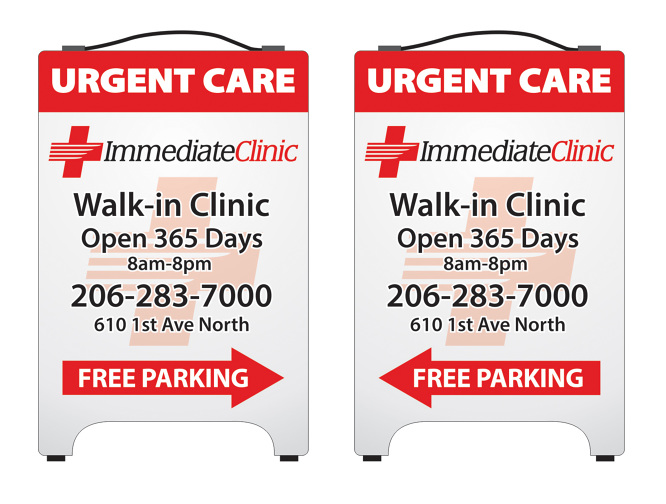 URGENT CARE
ImmediateClinic
Walk-in Clinic
Open 365 Days
8am-8pm
206-283-7000
610 1st Ave North
FREE PARKING
URGENT CARE
ImmediateClinic
Walk-in Clinic
Open 365 Days
8am-8pm
206-283-7000
610 1st Ave North
FREE PARKING